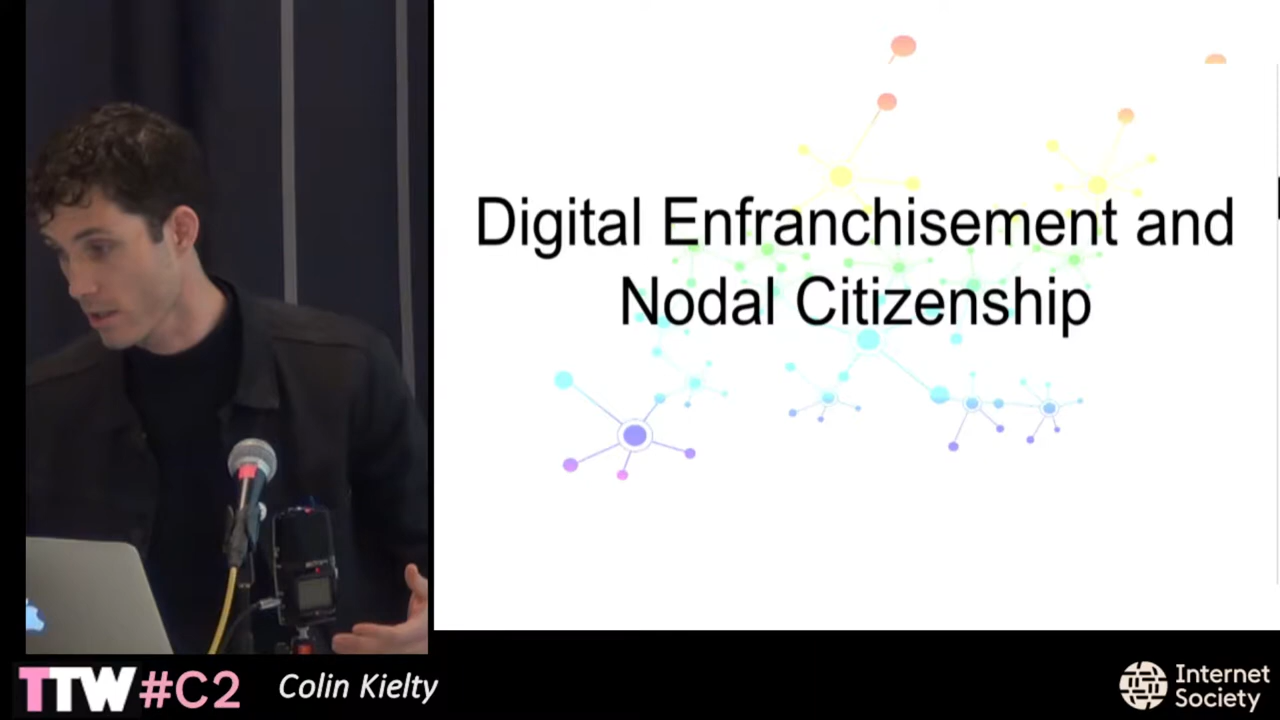 Digital Enfranchisement and
Nodal Citizenship
TTW#C2
Colin Kielty
Internet
Society